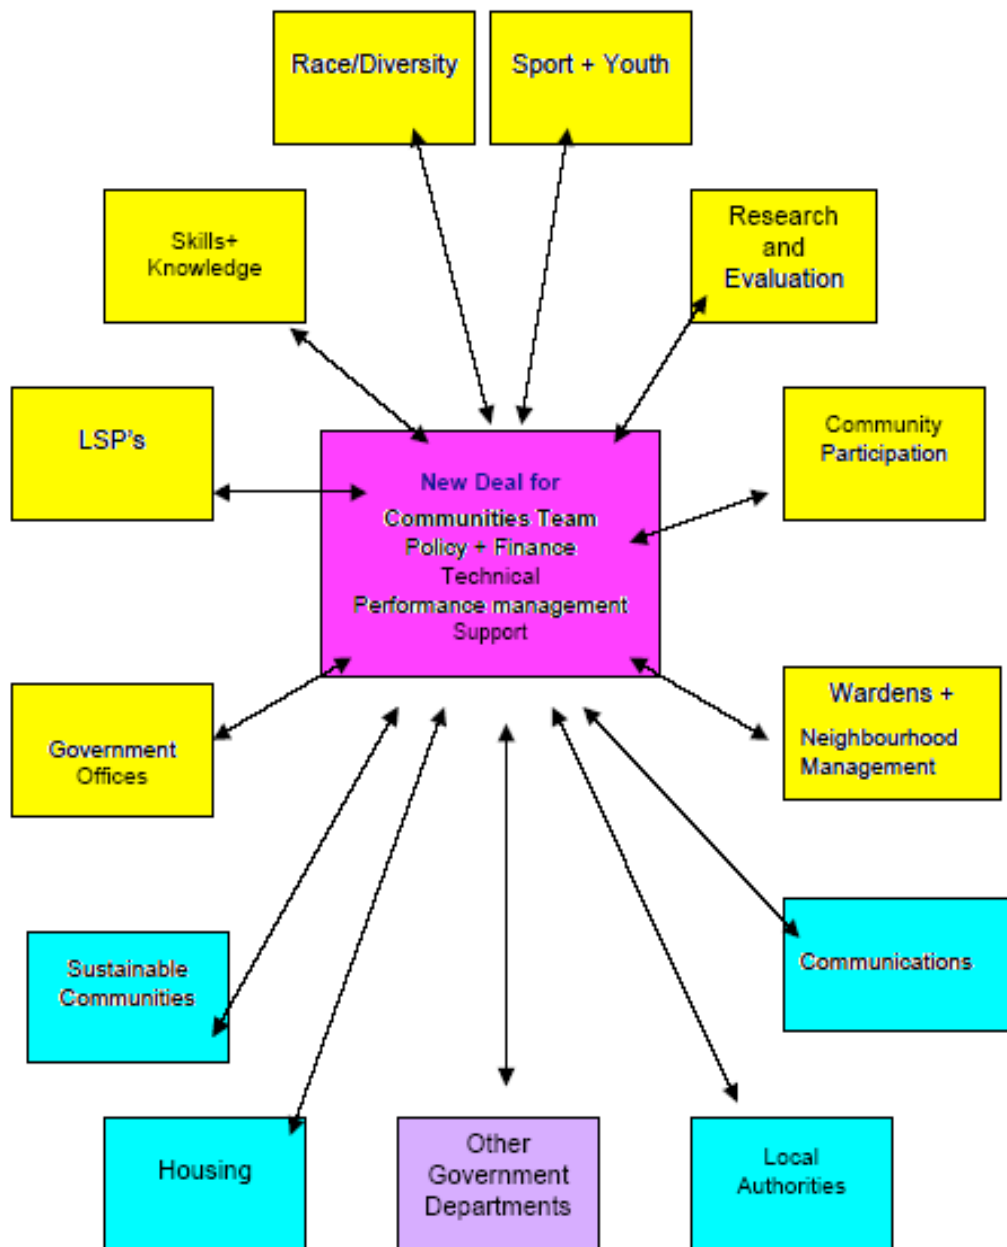 Race/Diversity
Sport + Youth
Skills+
Knowledge
Research
and
Evaluation
LSP's
New Deal for
Communities Team
Policy + Finance
Technical
Performance management
Support
Community
Participation
Government
Offices
Wardens +
Neighbourhood
Management
Sustainable
Communities
Communications
Housing
Other
Government
Departments
Local
Authorities